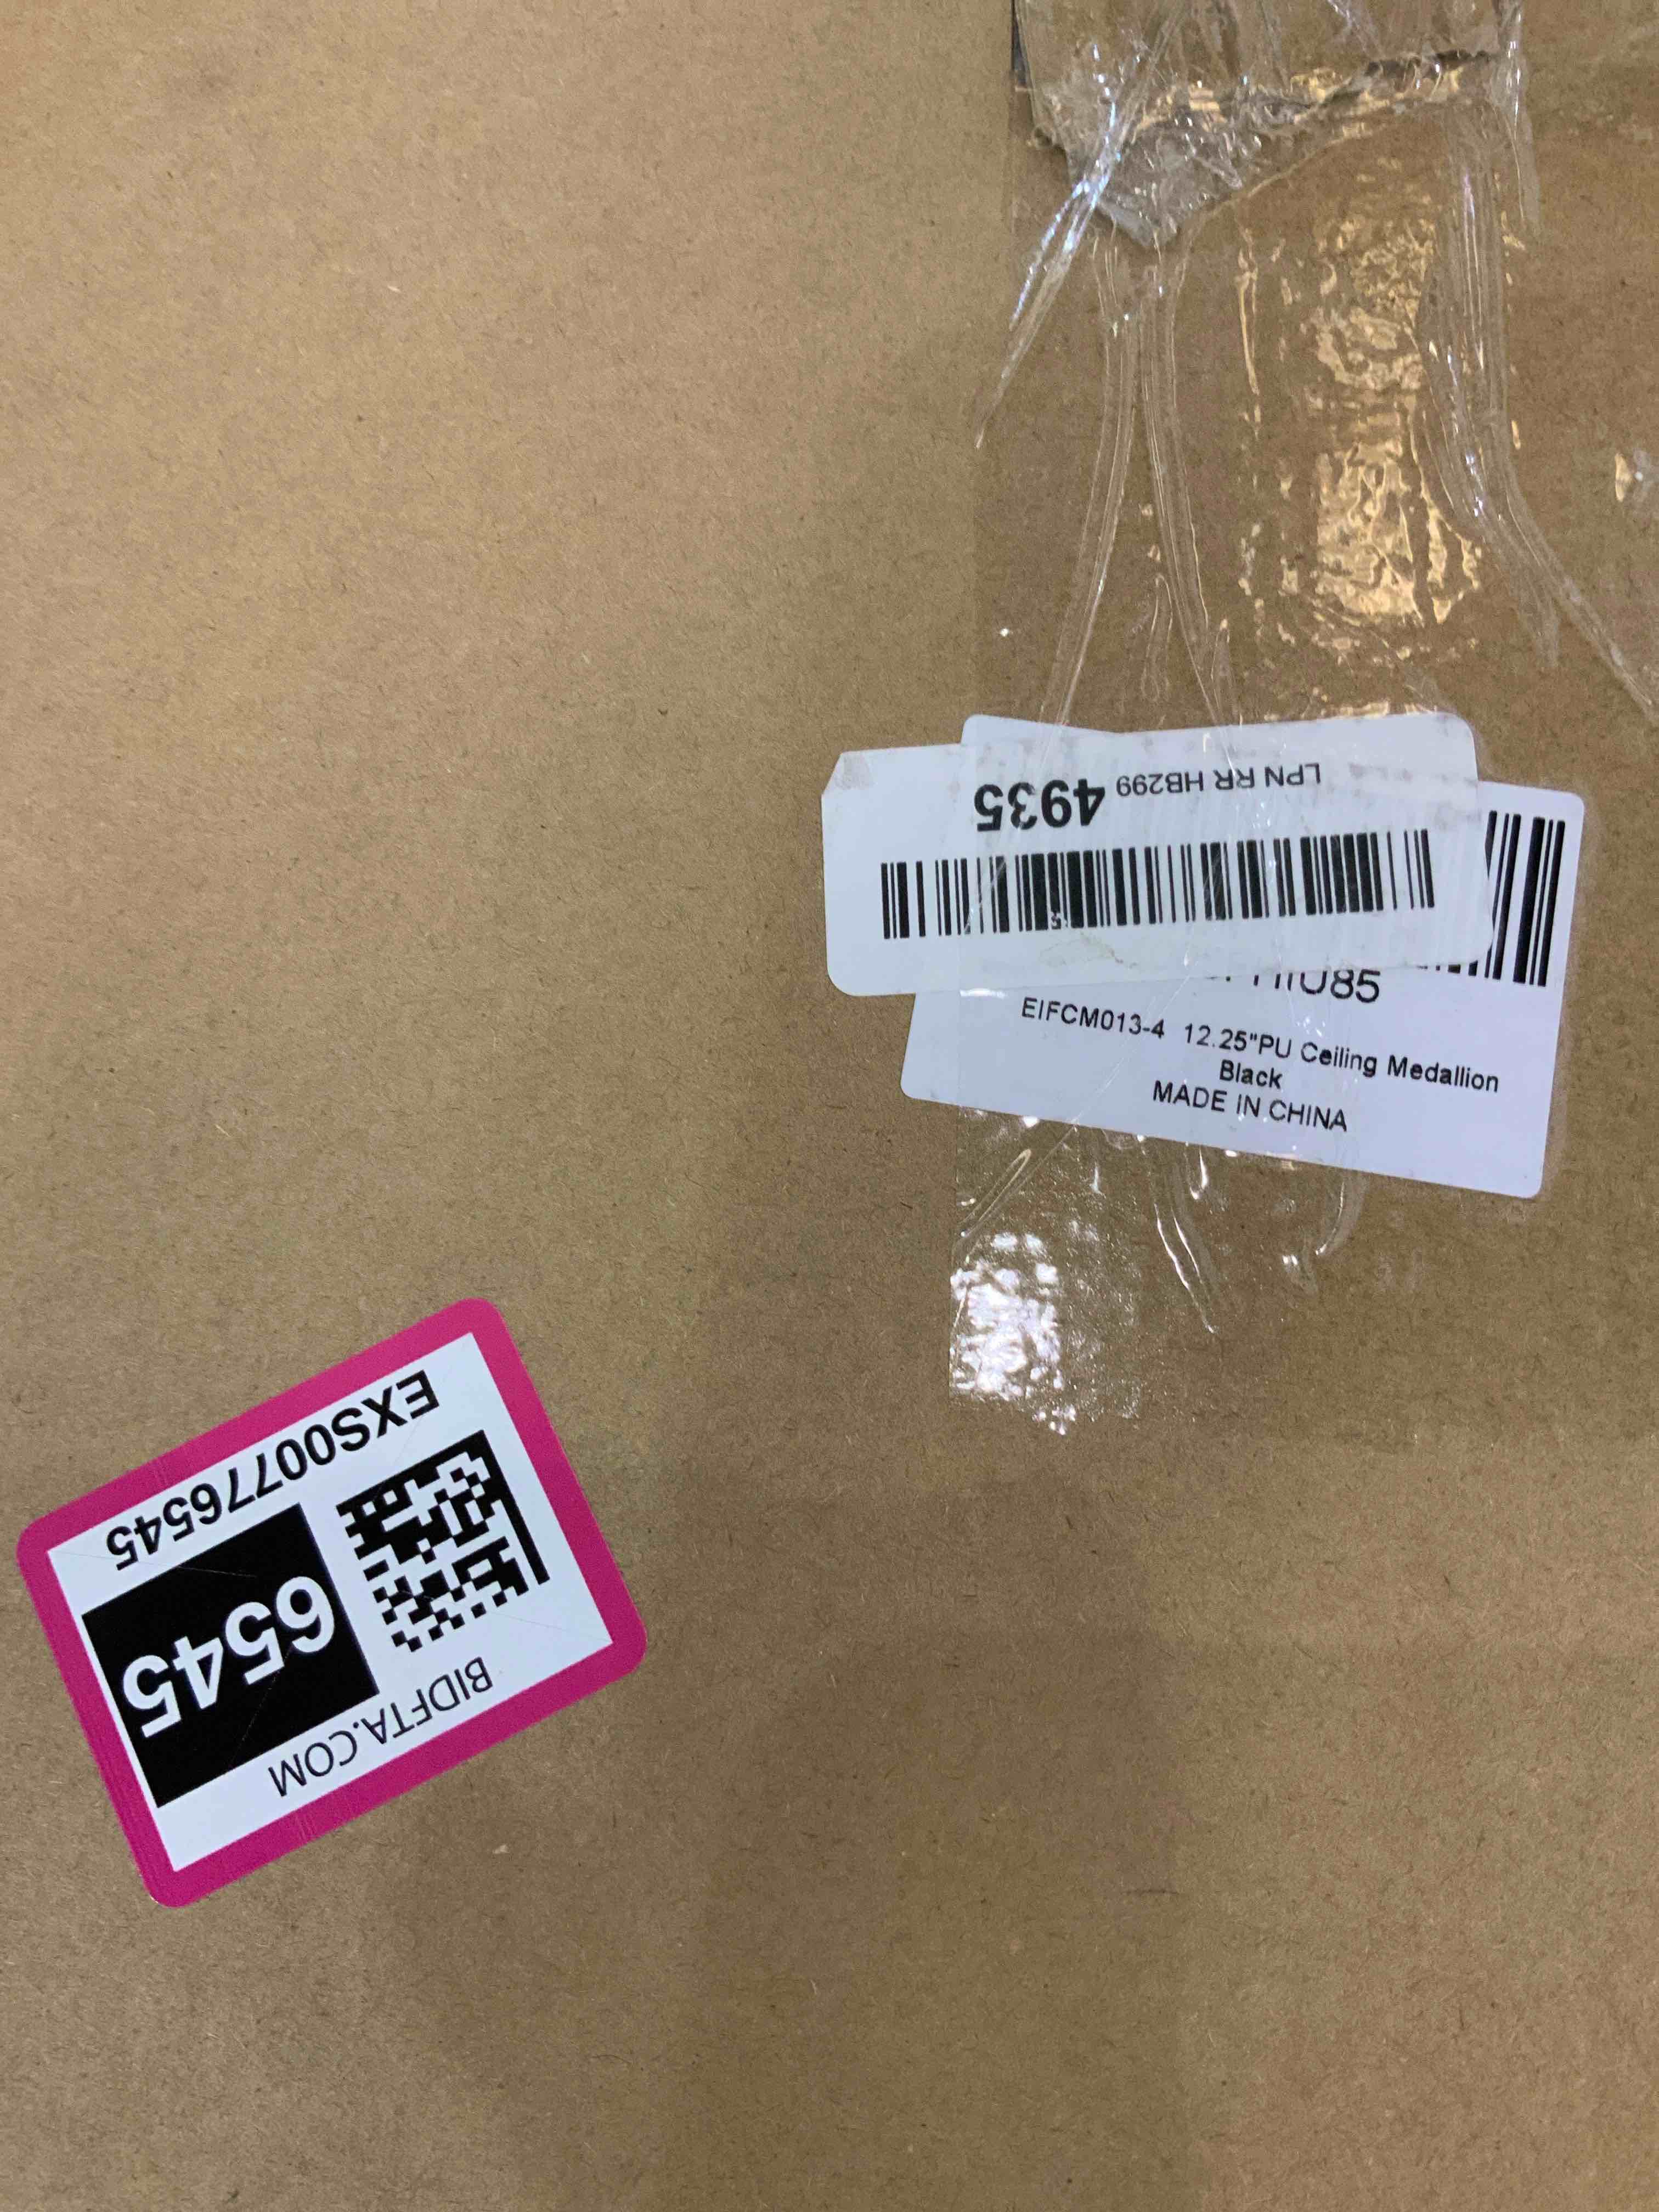 LPN RR HB299 4935
EIFCM013-4 12.25"PU Ceiling Medallion
Black
MADE IN CHINA
EXS00776545
6545
BIDFTA.COM